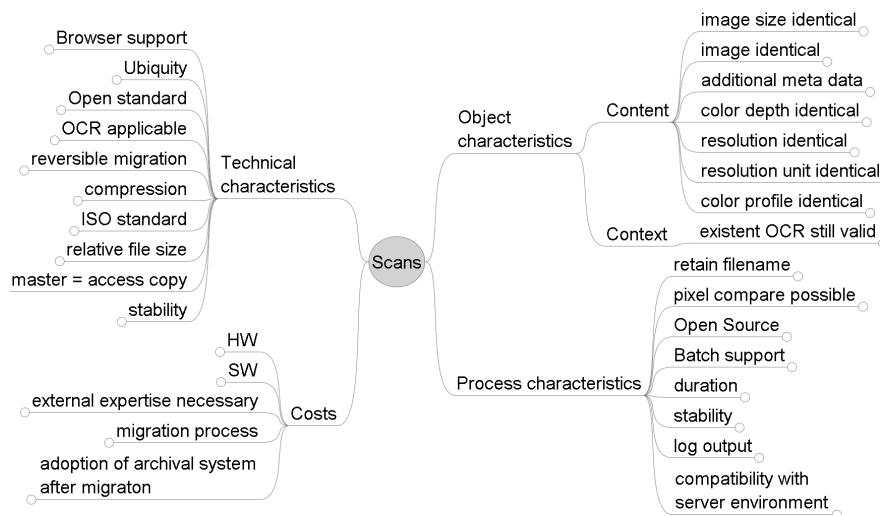 Scans
Technical
characteristics
Browser support
Ubiquity
Open standard
OCR applicable
reversible migration
compression
ISO standard
relative file size
master = access copy
stability
Costs
HW
SW
external expertise necessary
migration process
adoption of archival system
after migraton
Object
characteristics
Content
image size identical
image identical
additional meta data
color depth identical
resolution identical
resolution unit identical
color profile identical
Context
existent OCR still valid
Process characteristics
retain filename
pixel compare possible
Open Source
Batch support
duration
stability
log output
compatibility with
server environment